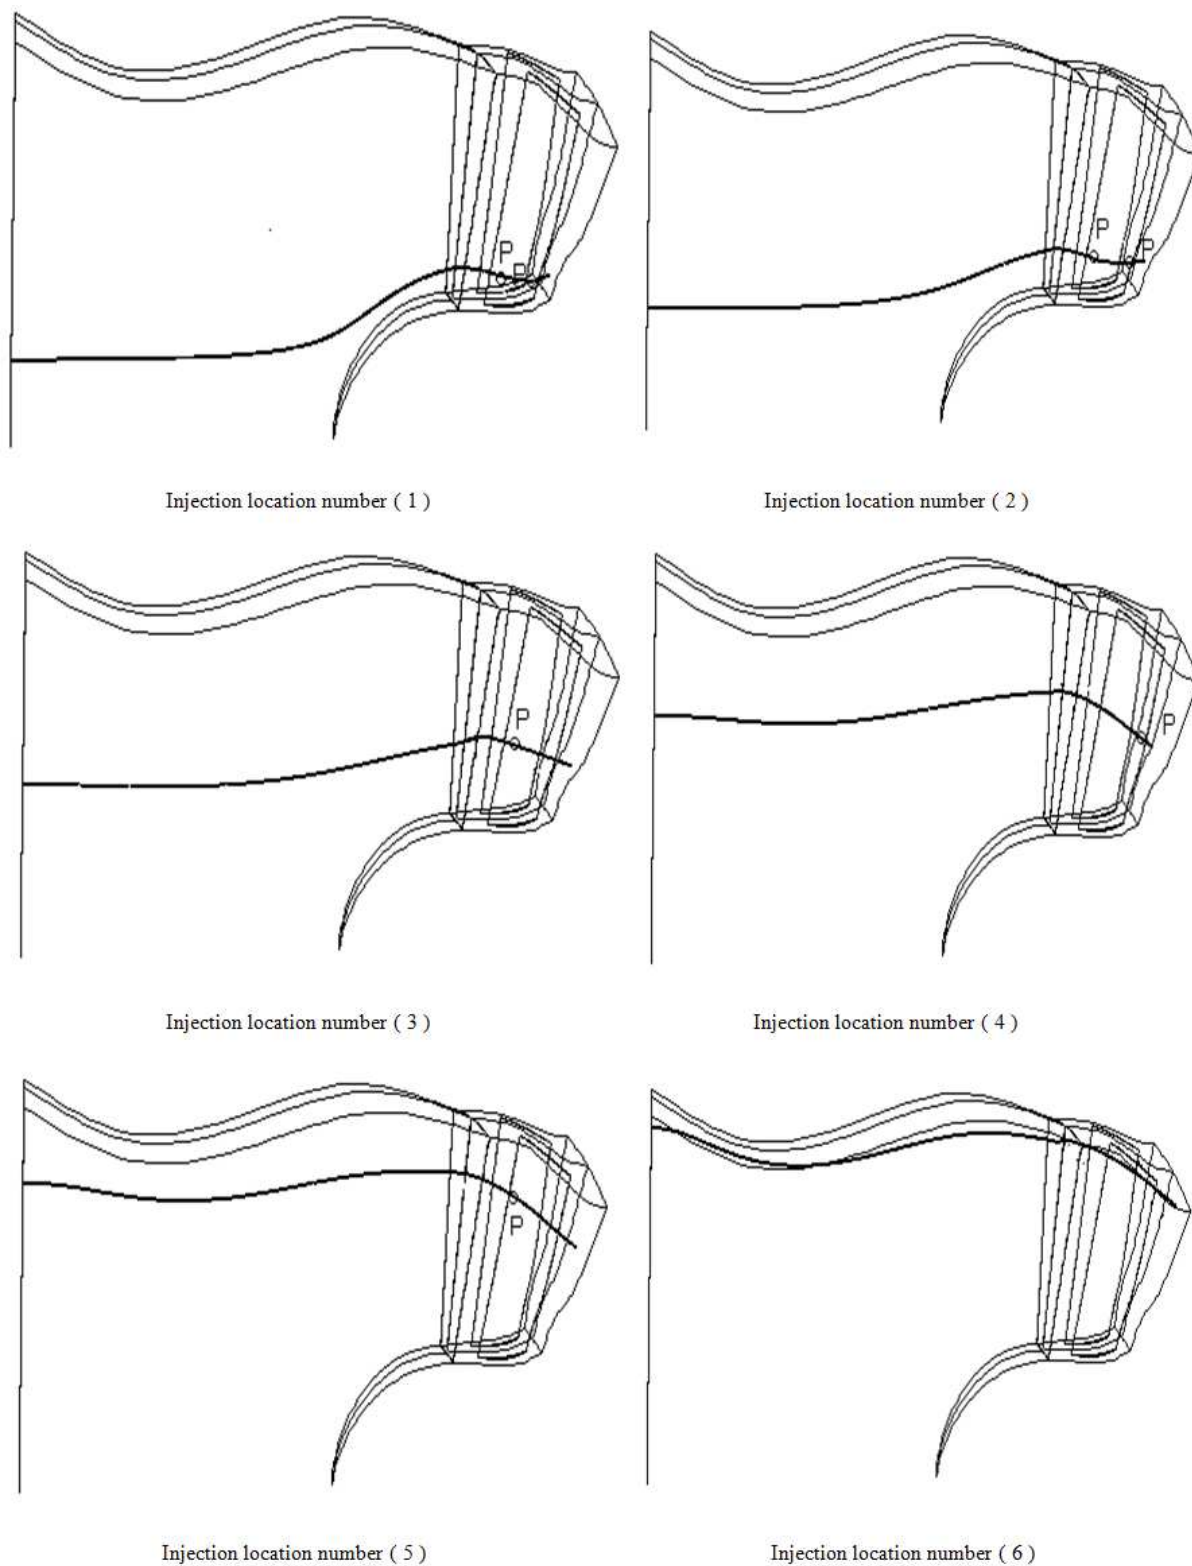 P
P
P
P
Injection location number ( 1 )
Injection location number ( 2 )
P
P
Injection location number ( 3 )
Injection location number ( 4 )
P
Injection location number ( 5 )
Injection location number ( 6 )